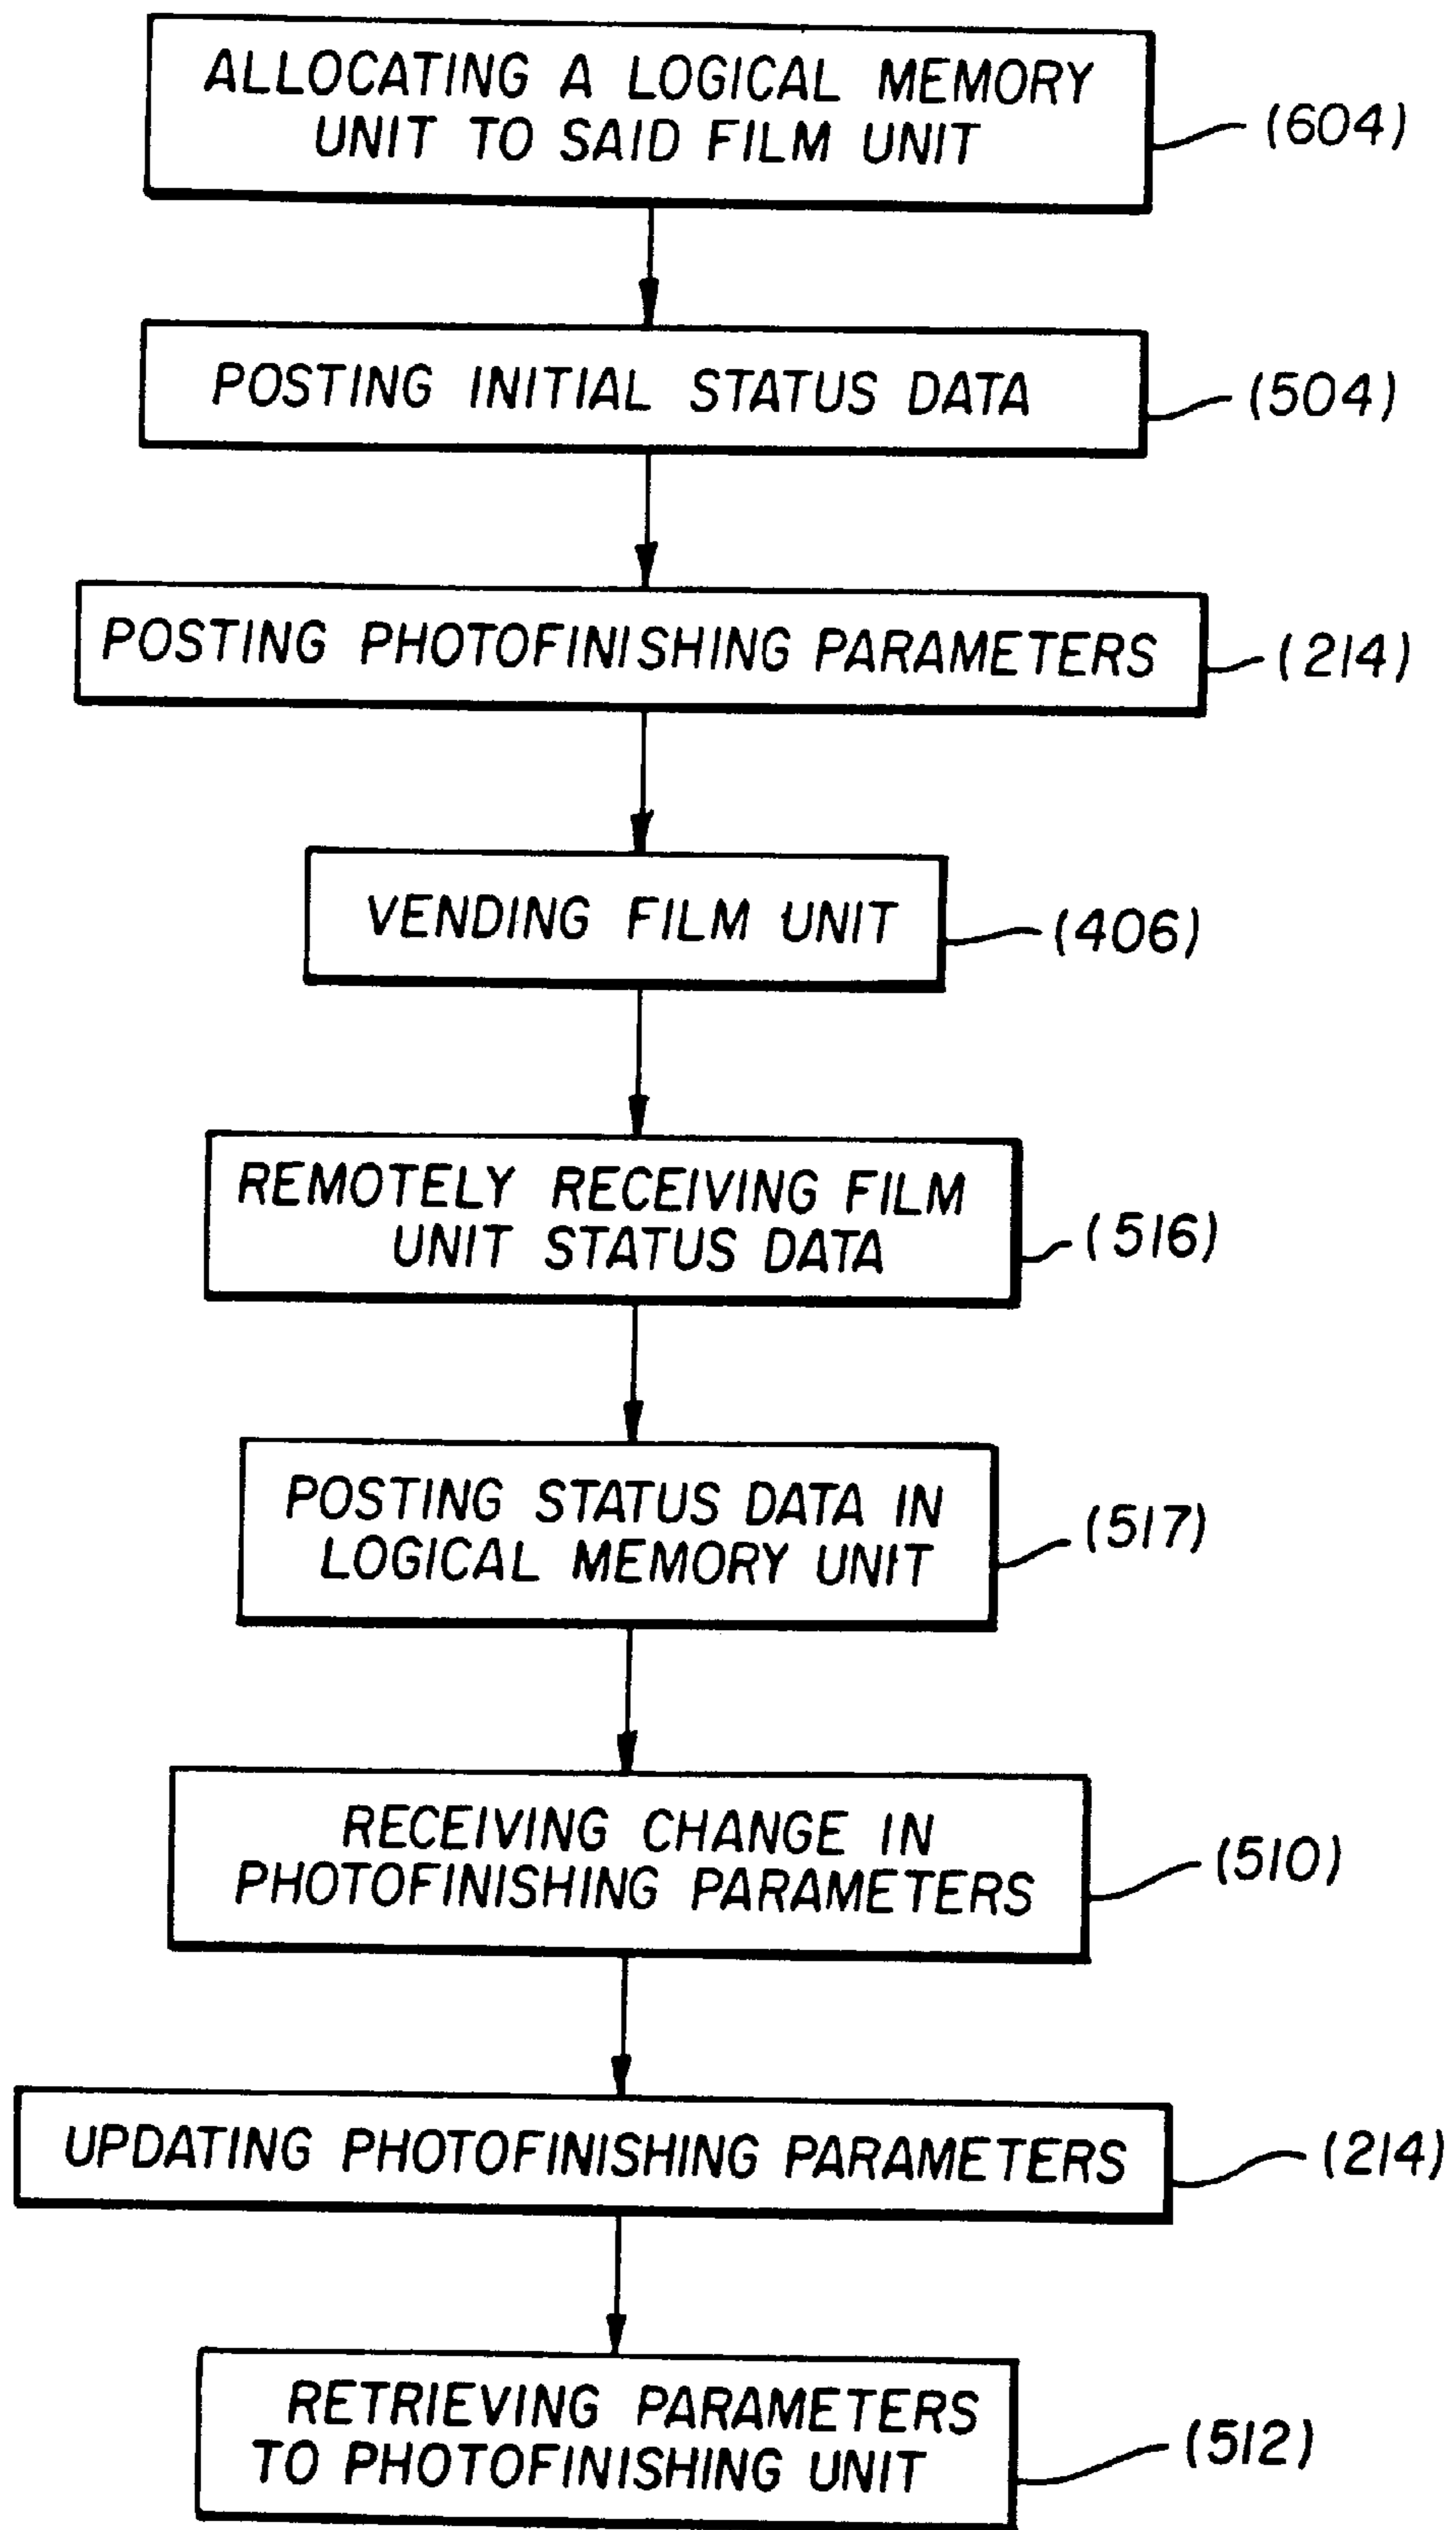 ALLOCATING A LOGICAL MEMORY
UNIT TO SAID FILM UNIT
(604)
POSTING INITIAL STATUS DATA
(504)
POSTING PHOTOFINISHING PARAMETERS
(214)
VENDING FILM UNIT
(406)
REMOTELY RECEIVING FILM
UNIT STATUS DATA
(516)
POSTING STATUS DATA IN
LOGICAL MEMORY UNIT
(517)
RECEIVING CHANGE IN
PHOTOFINISHING PARAMETERS
(510)
UPDATING PHOTOFINISHING PARAMETERS
(214)
RETRIEVING PARAMETERS
TO PHOTOFINISHING UNIT
(512)